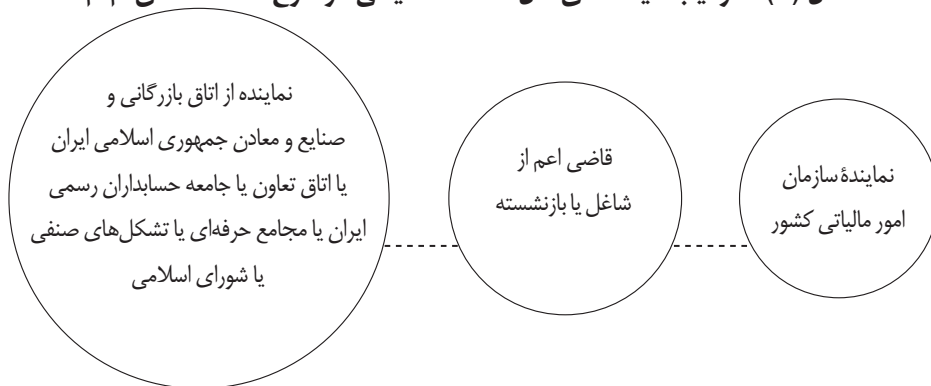 نمایندۀ سازمان
امور مالیاتی کشور
قاضی اعم از
شاغل یا بازنشسته
نماینده از اتاق بازرگانی و
صنایع و معادن جمهوری اسلامی ایران
یا اتاق تعاون یا جامعه حسابداران رسمی
ایران یا مجامع حرفه‌ای یا تشکل‌های صنفی
یا شورای اسلامی